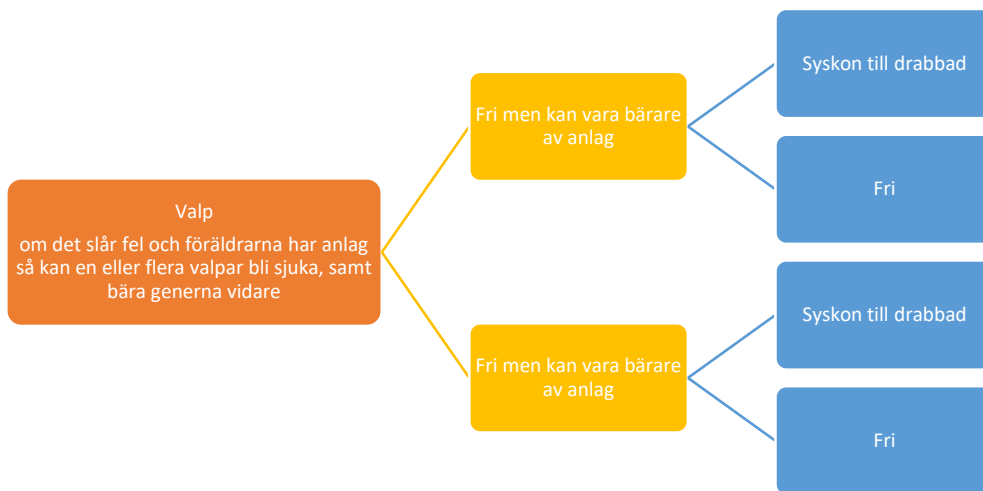 Valp
om det slår fel och föräldrarna har anlag
så kan en eller flera valpar bli sjuka, samt
bära generna vidare
Fri men kan vara bärare
av anlag
Syskon till drabbad
Fri
Fri men kan vara bärare
av anlag
Syskon till drabbad
Fri